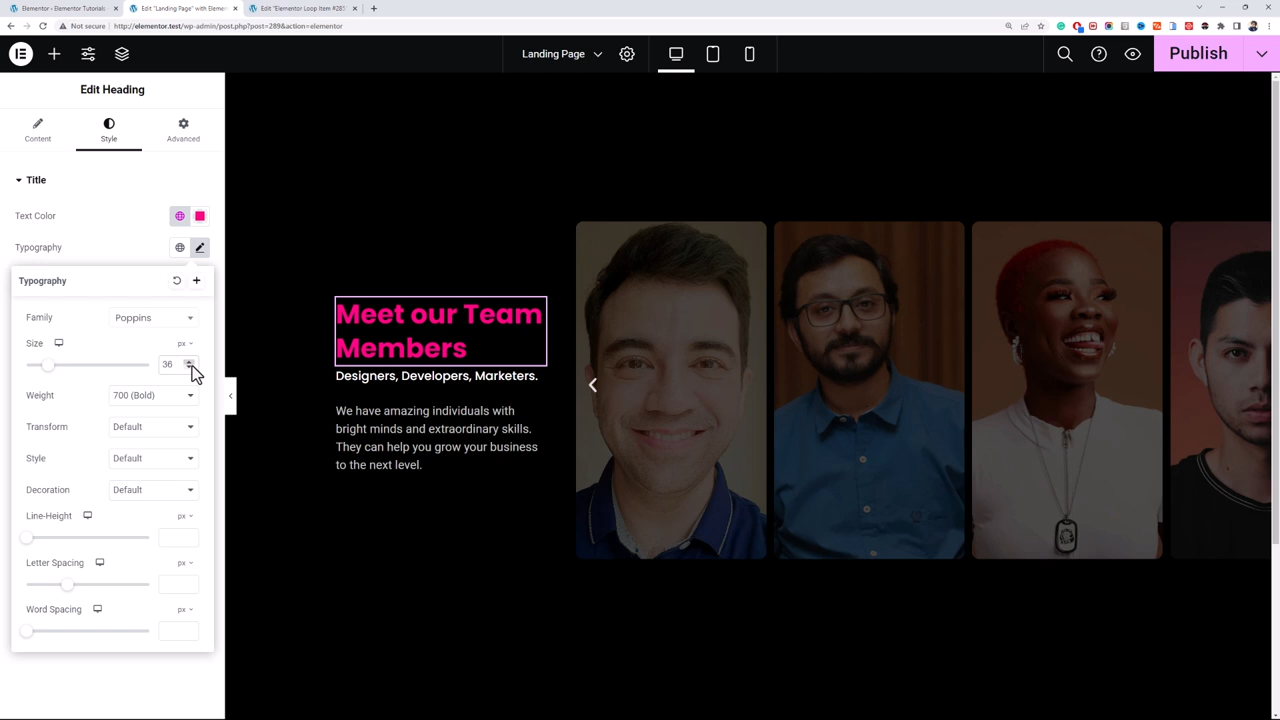 Elementor ‹ Elementor Tutorials
Edit "Landing Page" with Elemen
Edit "Elementor Loop Item #285"
Not secure
http://elementor.test/wp-admin/post.php?post=289&action=elementor
Landing Page
Publish
Edit Heading
Content
Style
Advanced
Title
Text Color
Typography
Typography
Family
Poppins
Size
px
36
Weight
700 (Bold)
Transform
Default
Style
Default
Decoration
Default
Line-Height
px
Letter Spacing
px
Word Spacing
px
Meet our Team
Members
Designers, Developers, Marketers.
We have amazing individuals with
bright minds and extraordinary skills.
They can help you grow your business
to the next level.